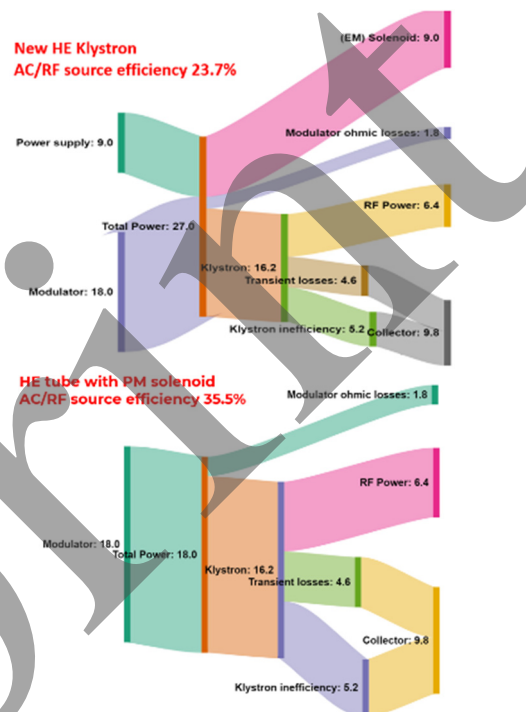 New HE Klystron
AC/RF source efficiency 23.7%
(EM) Solenoid: 9.0
Power supply: 9.0
Modulator ohmic losses: 1.8
RF Power: 6.4
Total Power: 27.0
Klystron: 16.2
Transient losses: 4.6
Modulator: 18.0
Klystron inefficiency: 5.2
Collector: 9.8
HE tube with PM solenoid
AC/RF source efficiency 35.5%
Modulator ohmic losses: 1.8
RF Power: 6.4
Modulator: 18.0
Total Power: 18.0
Klystron: 16.2
Transient losses: 4.6
Collector: 9.8
Klystron inefficiency: 5.2